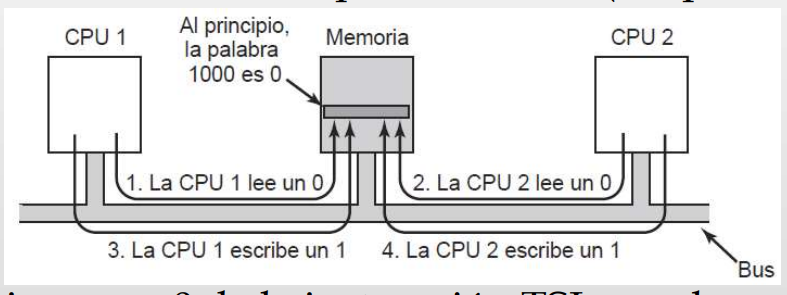 CPU 1
Al principio,
la palabra
1000 es 0
Memoria
CPU 2
1. La CPU 1 lee un 0
2. La CPU 2 lee un 0
3. La CPU 1 escribe un 1
4. La CPU 2 escribe un 1
Bus